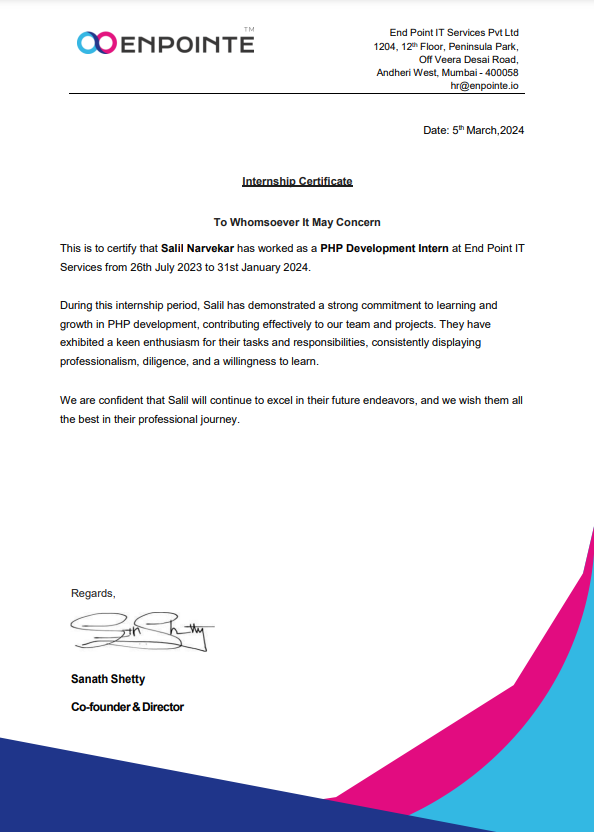 ENPOINTE™
End Point IT Services Pvt Ltd
1204, 12th Floor, Peninsula Park,
Off Veera Desai Road,
Andheri West, Mumbai - 400058
hr@enpointe.io
Date: 5th March,2024
Internship Certificate
To Whomsoever It May Concern
This is to certify that Salil Narvekar has worked as a PHP Development Intern at End Point IT
Services from 26th July 2023 to 31st January 2024.
During this internship period, Salil has demonstrated a strong commitment to learning and
growth in PHP development, contributing effectively to our team and projects. They have
exhibited a keen enthusiasm for their tasks and responsibilities, consistently displaying
professionalism, diligence, and a willingness to learn.
We are confident that Salil will continue to excel in their future endeavors, and we wish them all
the best in their professional journey.
Regards,
Sanath Shetty
Co-founder & Director